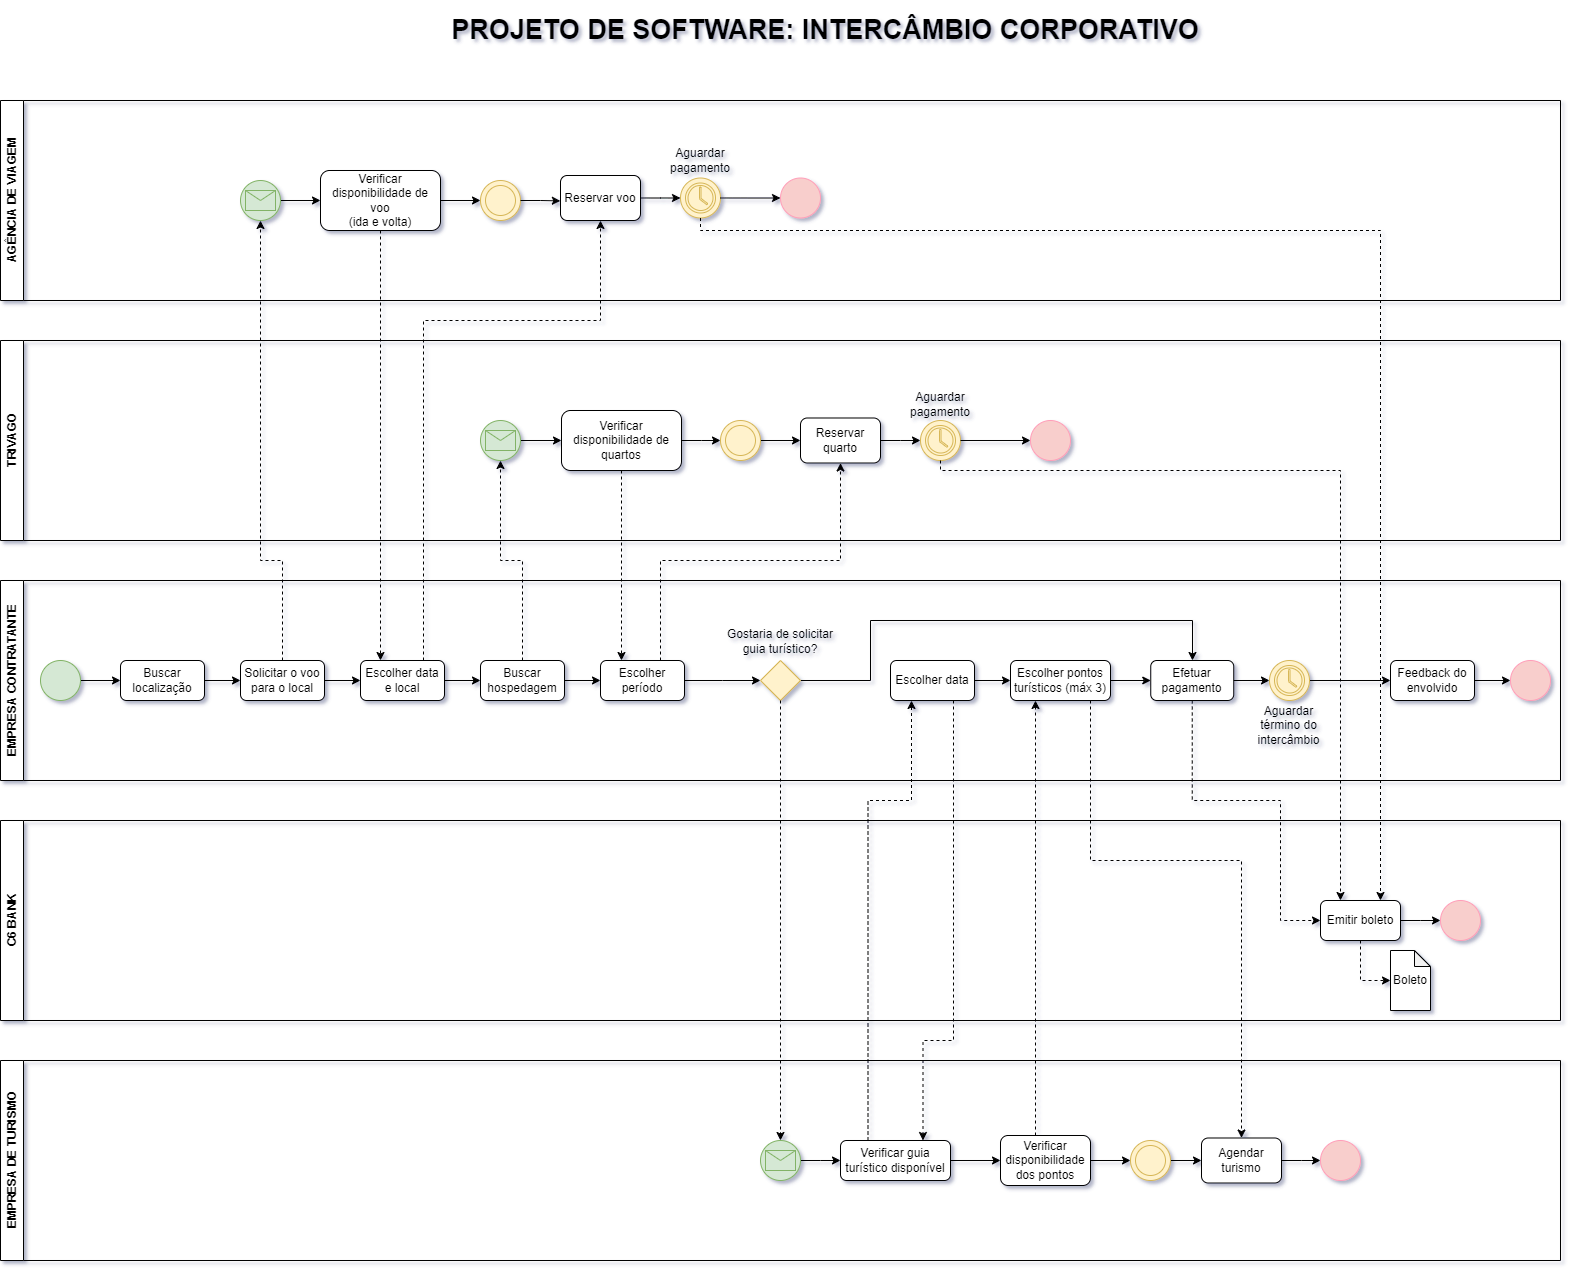 PROJETO DE SOFTWARE: INTERCÂMBIO CORPORATIVO
AGÊNCIA DE VIAGEM
Verificar
disponibilidade de
voo
(ida e volta)
Reservar voo
Aguardar
pagamento
TRIVAGO
Verificar
disponibilidade de
quartos
Reservar
quarto
Aguardar
pagamento
EMPRESA CONTRATANTE
Buscar
localização
Solicitar o voo
para o local
Escolher data
e local
Buscar
hospedagem
Escolher
período
Gostaria de solicitar
guia turístico?
Escolher data
Escolher pontos
turísticos (máx 3)
Efetuar
pagamento
Aguardar
término do
intercâmbio
Feedback do
envolvido
C6 BANK
Emitir boleto
Boleto
EMPRESA DE TURISMO
Verificar guia
turístico disponível
Verificar
disponibilidade
dos pontos
Agendar
turismo